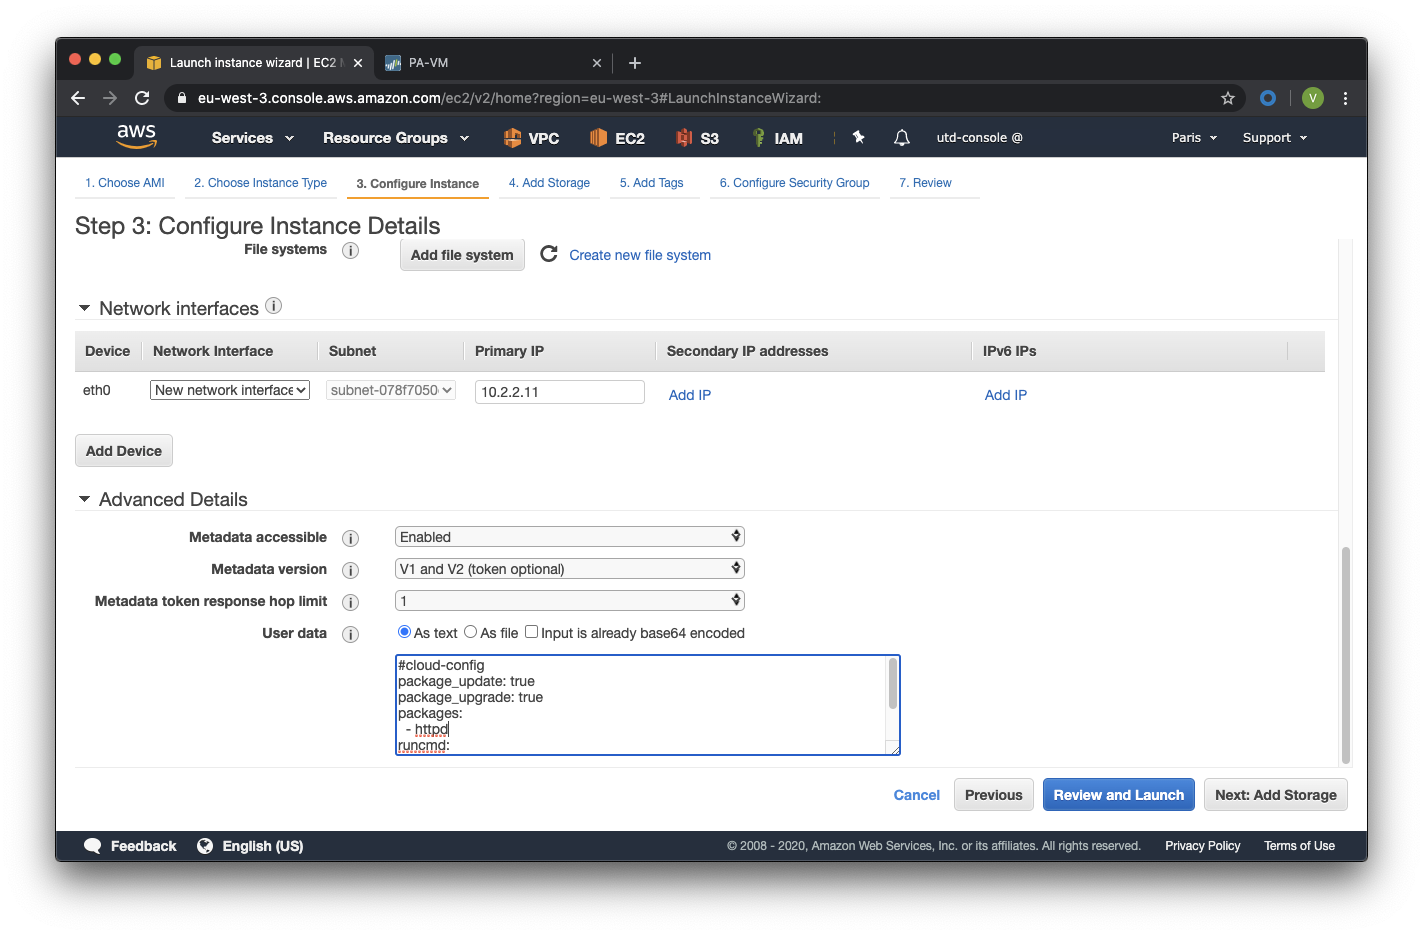 Launch instance wizard | EC2 M
PA-VM
eu-west-3.console.aws.amazon.com/ec2/v2/home?region=eu-west-3#LaunchInstanceWizard:
V
aws
Services
Resource Groups
VPC
EC2
S3
IAM
utd-console @
Paris
Support
1. Choose AMI
2. Choose Instance Type
3. Configure Instance
4. Add Storage
5. Add Tags
6. Configure Security Group
7. Review
Step 3: Configure Instance Details
File systems
Add file system
Create new file system
Network interfaces
Device
Network Interface
Subnet
Primary IP
Secondary IP addresses
IPv6 IPs
eth0
New network interface
subnet-078f7050
10.2.2.11
Add IP
Add IP
Add Device
Advanced Details
Metadata accessible
Enabled
Metadata version
V1 and V2 (token optional)
Metadata token response hop limit
1
User data
As text
As file
Input is already base64 encoded
#cloud-config
package_update: true
package_upgrade: true
packages:
- httpd
runcmd:
Cancel
Previous
Review and Launch
Next: Add Storage
Feedback
English (US)
© 2008 - 2020, Amazon Web Services, Inc. or its affiliates. All rights reserved.
Privacy Policy
Terms of Use